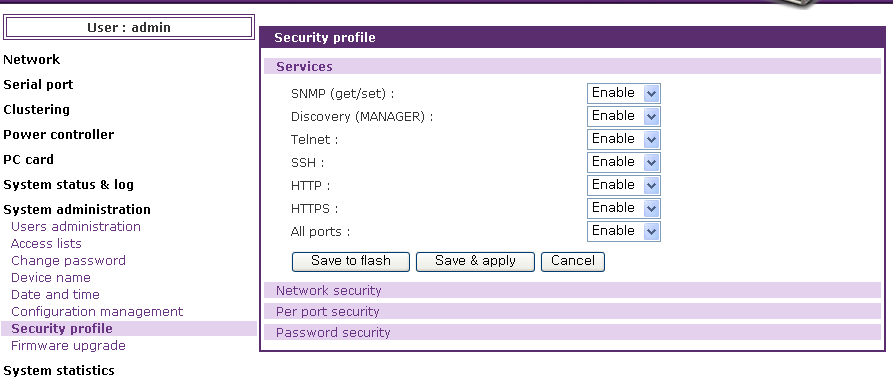 User : admin
Network
Serial port
Clustering
Power controller
PC card
System status & log
System administration
Users administration
Access lists
Change password
Device name
Date and time
Configuration management
Security profile
Firmware upgrade
System statistics
Security profile
Services
SNMP (get/set) : Enable
Discovery (MANAGER) : Enable
Telnet : Enable
SSH : Enable
HTTP : Enable
HTTPS : Enable
All ports : Enable
Save to flash Save & apply Cancel
Network security
Per port security
Password security